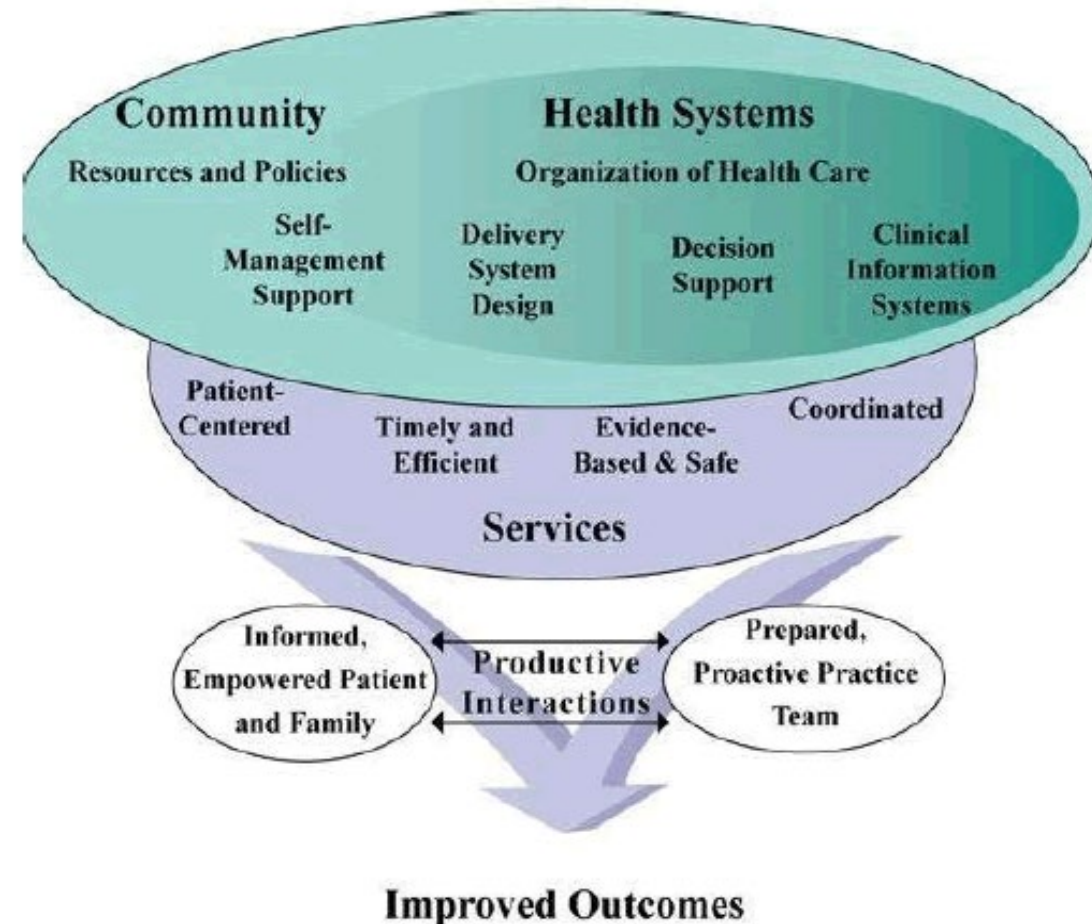 Community
Health Systems
Resources and Policies
Organization of Health Care
Self-
Management
Support
Delivery
System
Design
Decision
Support
Clinical
Information
Systems
Patient-
Centered
Timely and
Efficient
Evidence-
Based & Safe
Coordinated
Services
Informed,
Empowered Patient
and Family
Productive
Interactions
Prepared,
Proactive Practice
Team
Improved Outcomes